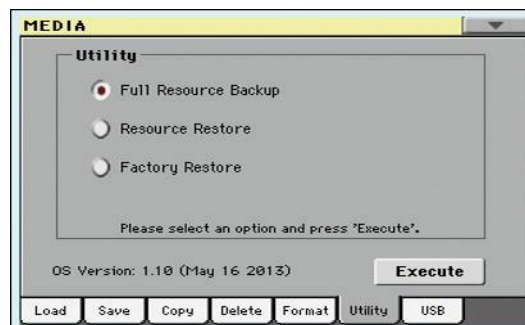 MEDIA
Utility
Full Resource Backup
Resource Restore
Factory Restore
Please select an option and press 'Execute'.
OS Version: 1.10 (May 16 2013)
Execute
Load Save Copy Delete Format Utility USB